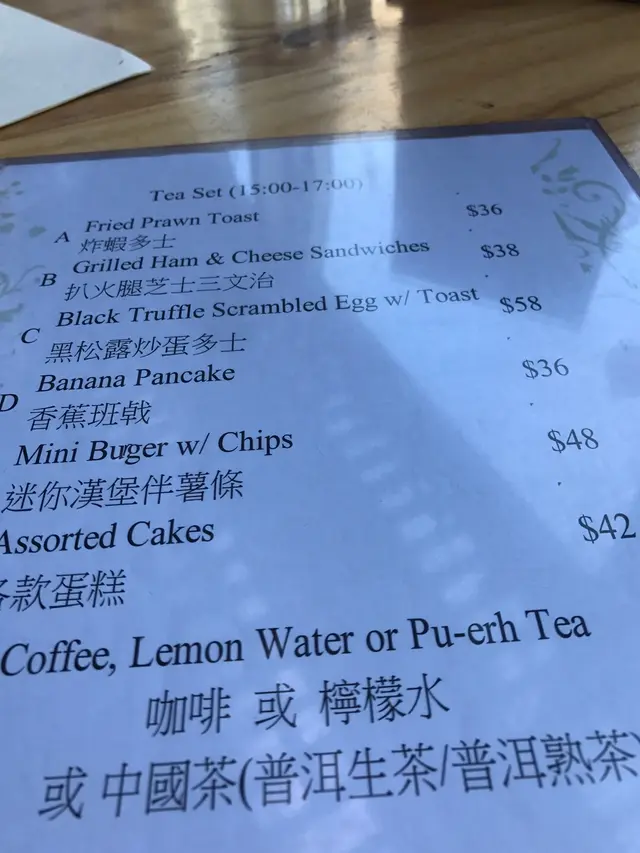 Tea Set (15:00-17:00)
A Fried Prawn Toast $36
炸蝦多士
B Grilled Ham & Cheese Sandwiches $38
扒火腿芝士三文治
C Black Truffle Scrambled Egg w/ Toast $58
黑松露炒蛋多士
D Banana Pancake $36
香蕉班戟
Mini Burger w/ Chips $48
迷你漢堡伴薯條
Assorted Cakes $42
各款蛋糕
Coffee, Lemon Water or Pu-erh Tea
咖啡 或 檸檬水
或 中國茶(普洱生茶/普洱熟茶)